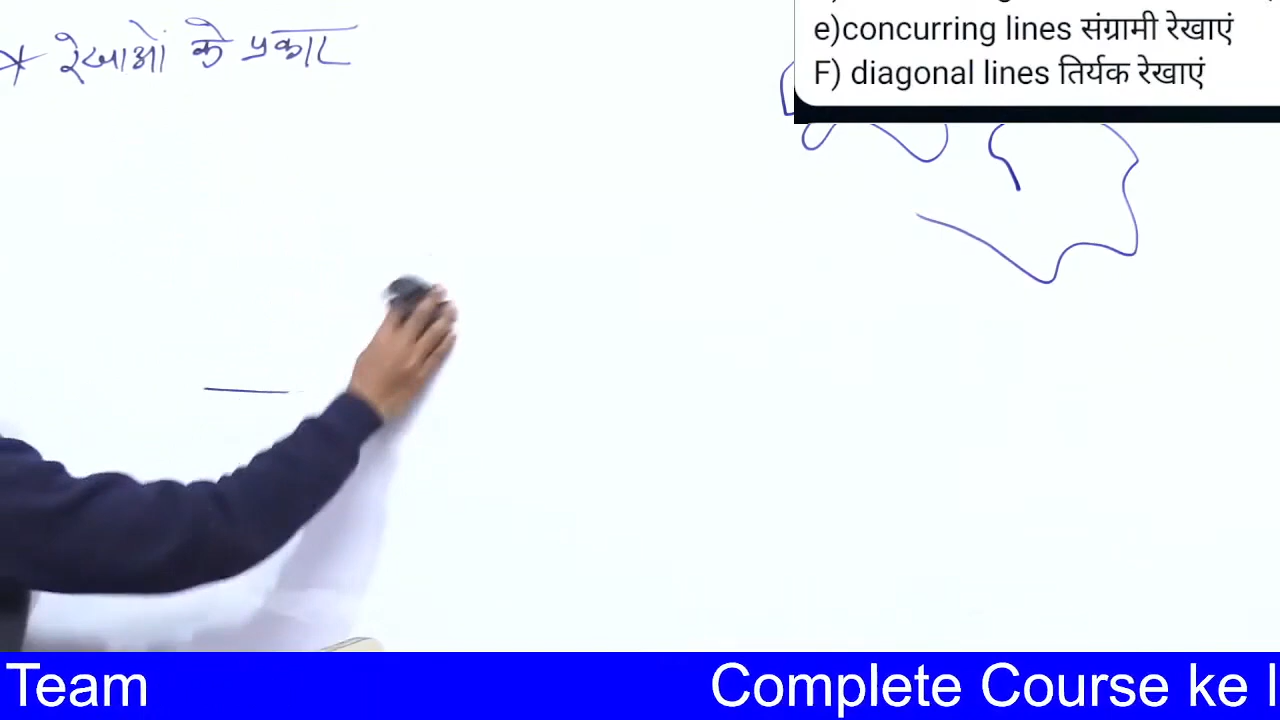 * रेखाओं के प्रकार
e)concurring lines संग्रामी रेखाएं
F) diagonal lines तिर्यक रेखाएं
Team
Complete Course ke